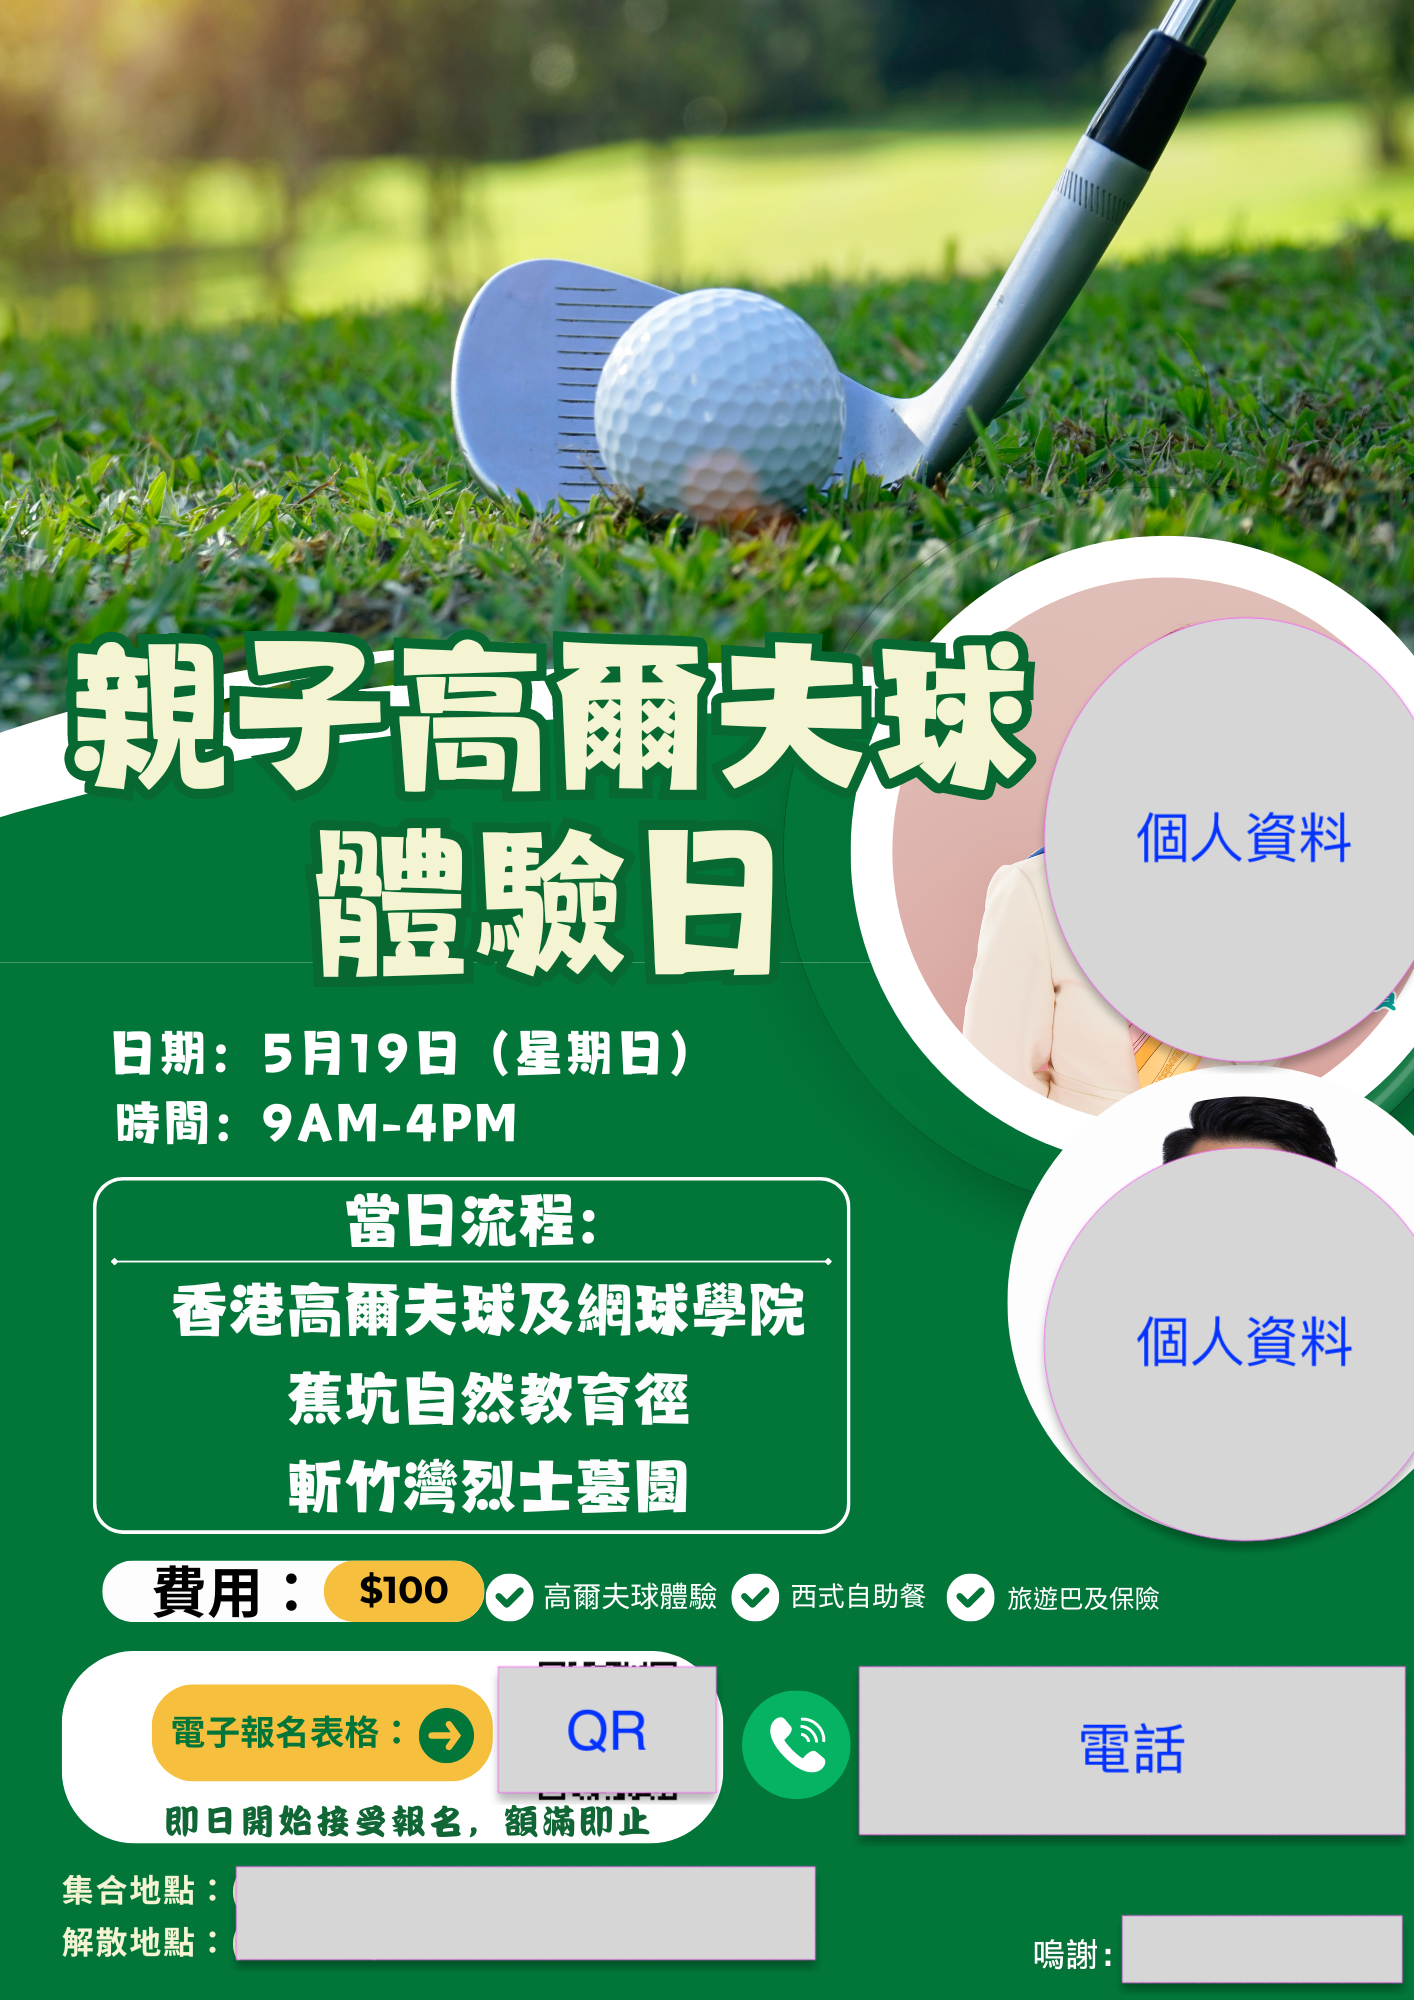 親子高爾夫球
體驗日
日期：5月19日（星期日）
時間：9AM-4PM
當日流程：
香港高爾夫球及網球學院
蕉坑自然教育徑
斬竹灣烈士墓園
費用：$100
高爾夫球體驗
西式自助餐
旅遊巴及保險
電子報名表格：
QR
即日開始接受報名，額滿即止
電話
集合地點：
解散地點：
嗚謝：
個人資料
個人資料